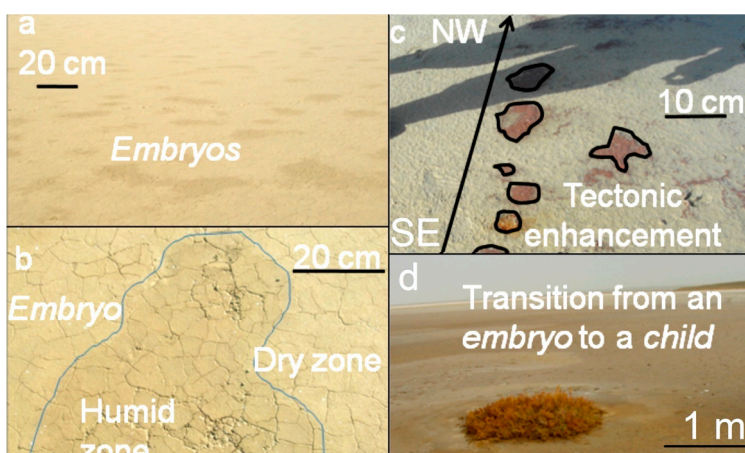 a
20 cm
Embryos
b
20 cm
Embryo
Dry zone
Humid
zone
c NW
10 cm
Tectonic
SE enhancement
d
Transition from an
embryo to a child
1 m